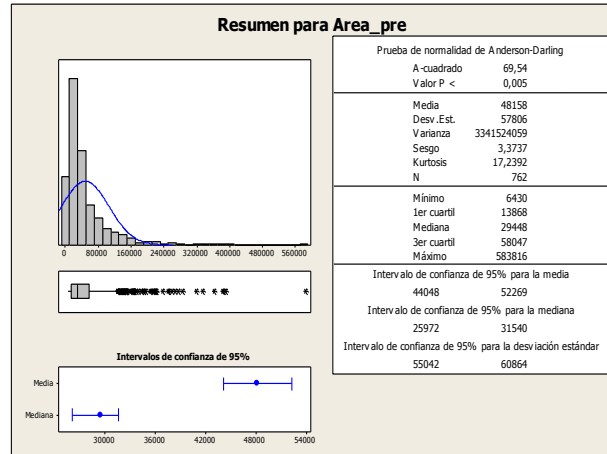 Resumen para Area_pre
0 80000 160000 240000 320000 400000 480000 560000
Intervalos de confianza de 95%
Media
Mediana
30000 36000 42000 48000 54000
Prueba de normalidad de Anderson-Darling
A-cuadrado 69,54
Valor P < 0,005
Media 48158
Desv.Est. 57806
Varianza 3341524059
Sesgo 3,3737
Kurtosis 17,2392
N 762
Mínimo 6430
1er cuartil 13868
Mediana 29448
3er cuartil 58047
Máximo 583816
Intervalo de confianza de 95% para la media
44048 52269
Intervalo de confianza de 95% para la mediana
25972 31540
Intervalo de confianza de 95% para la desviación estándar
55042 60864